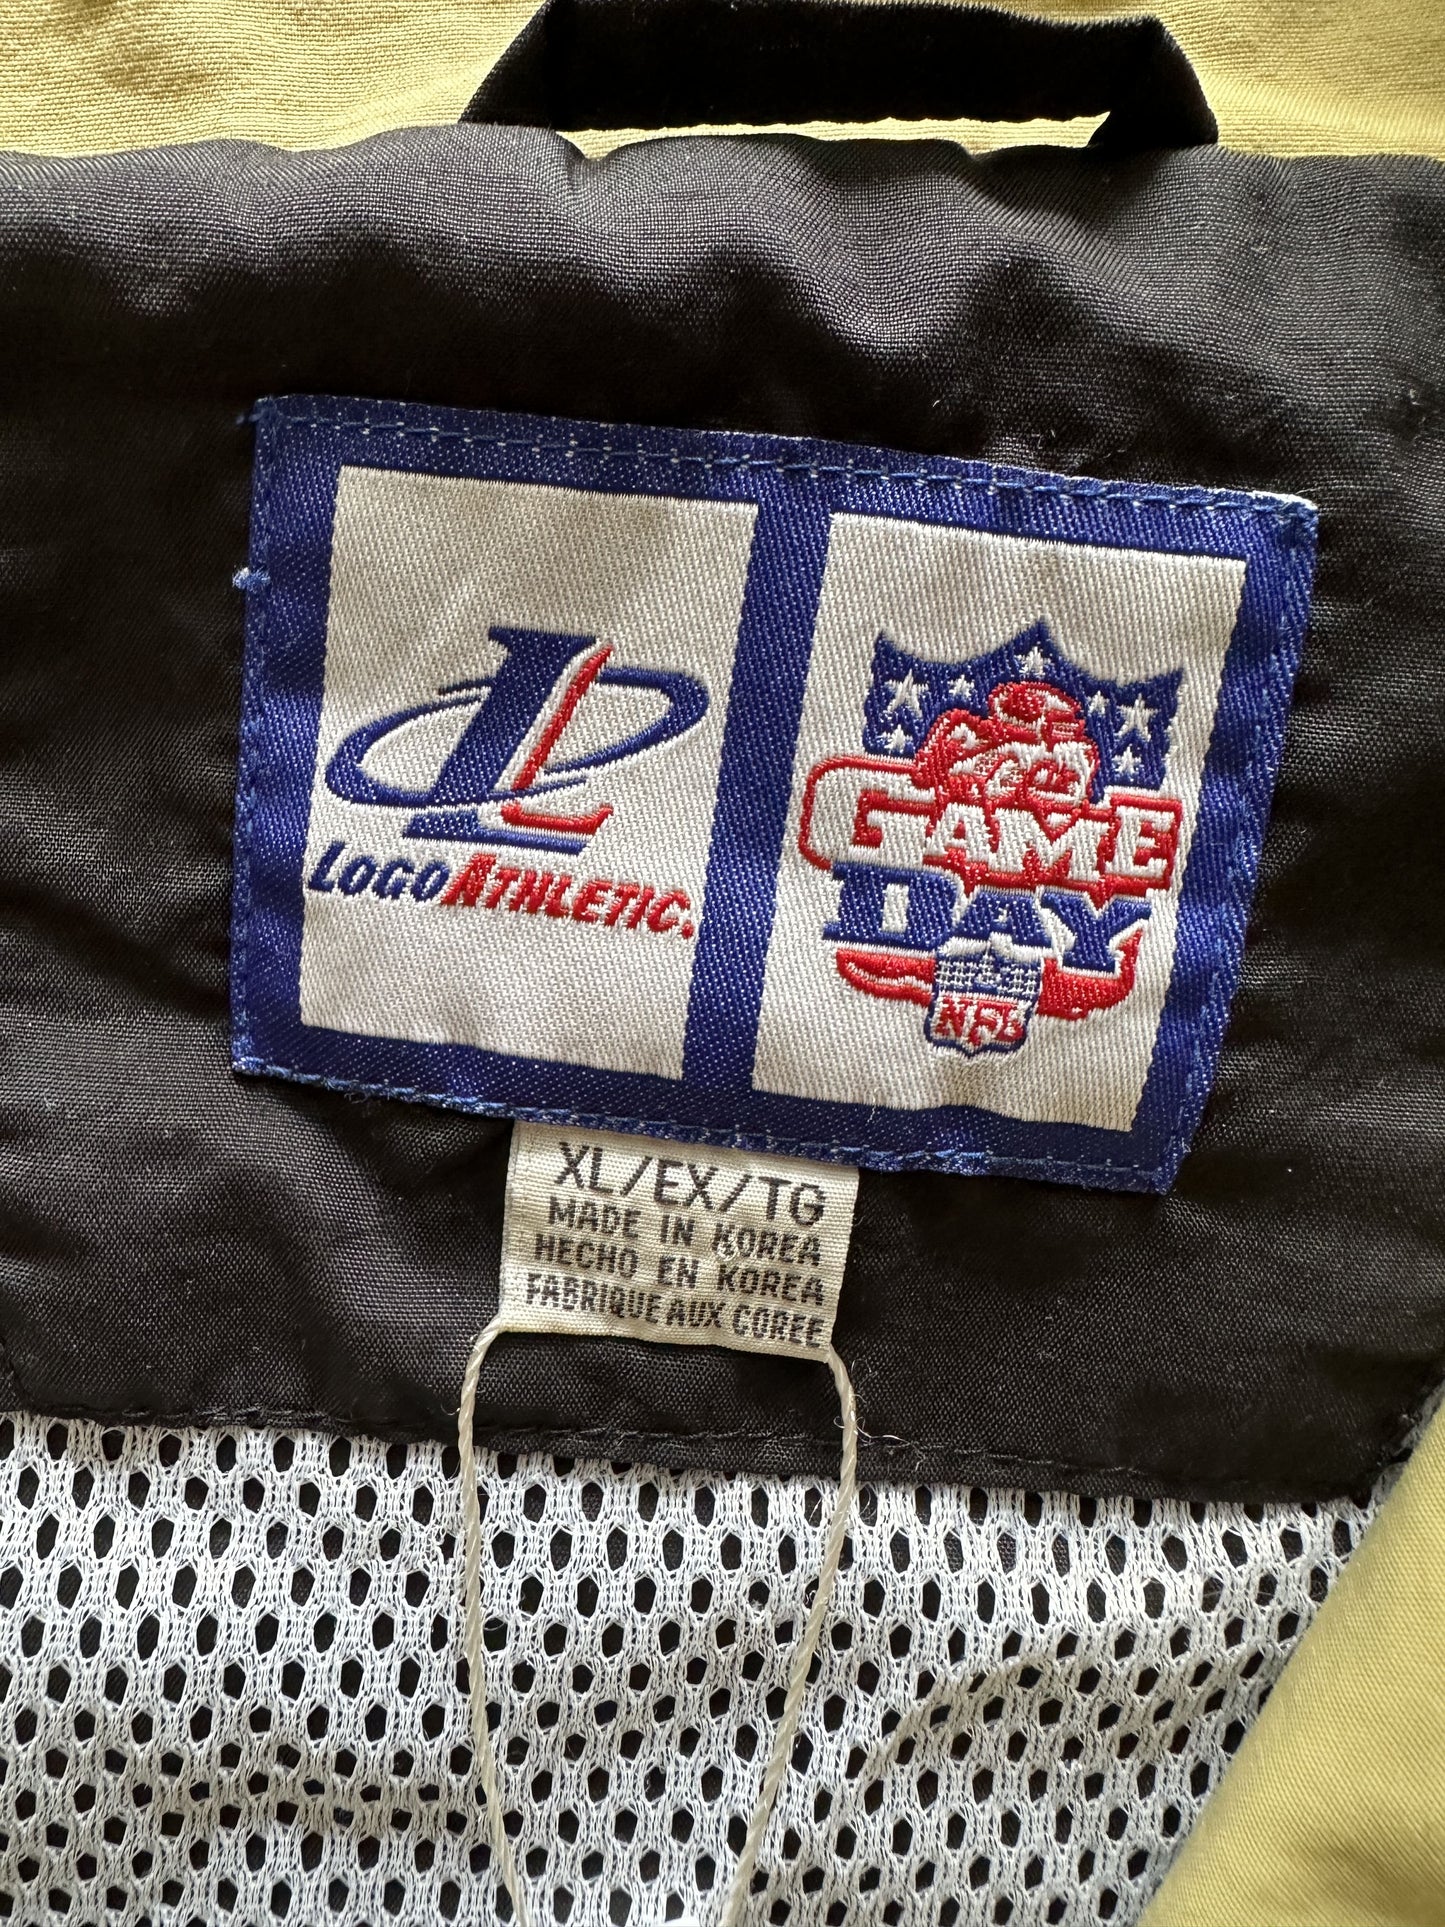 L
LOGO ATHLETIC.
GAME
DAY
NFL
XL/EX/TG
MADE IN KOREA
HECHO EN KOREA
FABRIQUE AUX COREE